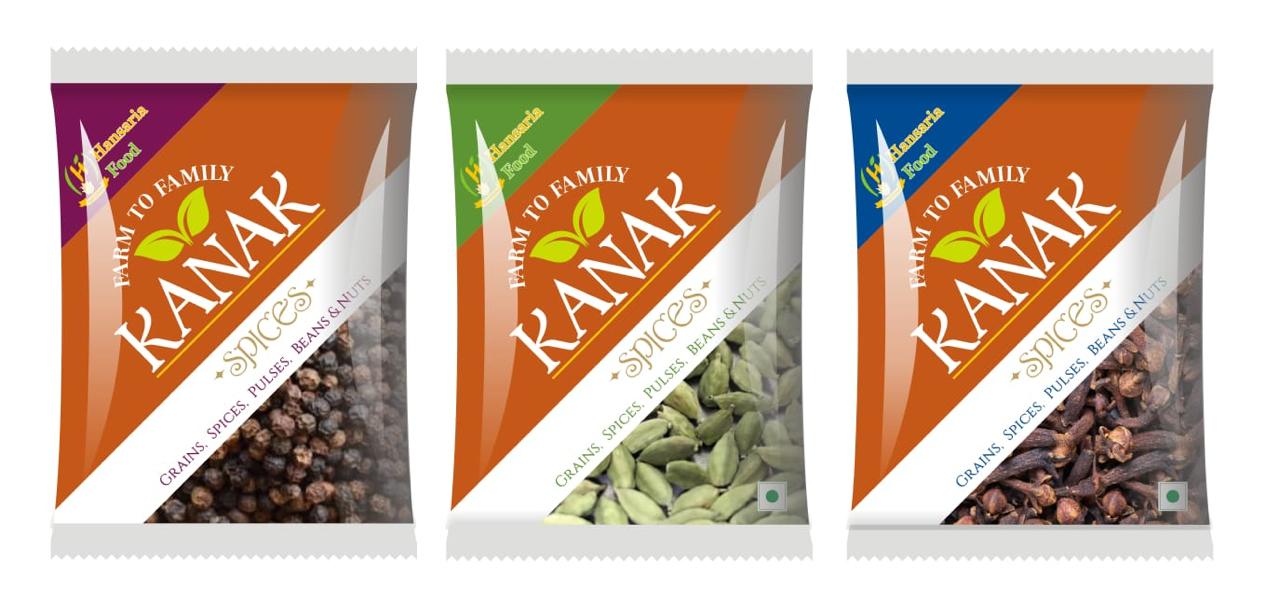 Hansaria
Food
FARM TO FAMILY
KANAK
SPICES
GRAINS, SPICES, PULSES, BEANS & NUTS
Hansaria
Food
FARM TO FAMILY
KANAK
SPICES
GRAINS, SPICES, PULSES, BEANS & NUTS
Hansaria
Food
FARM TO FAMILY
KANAK
SPICES
GRAINS, SPICES, PULSES, BEANS & NUTS